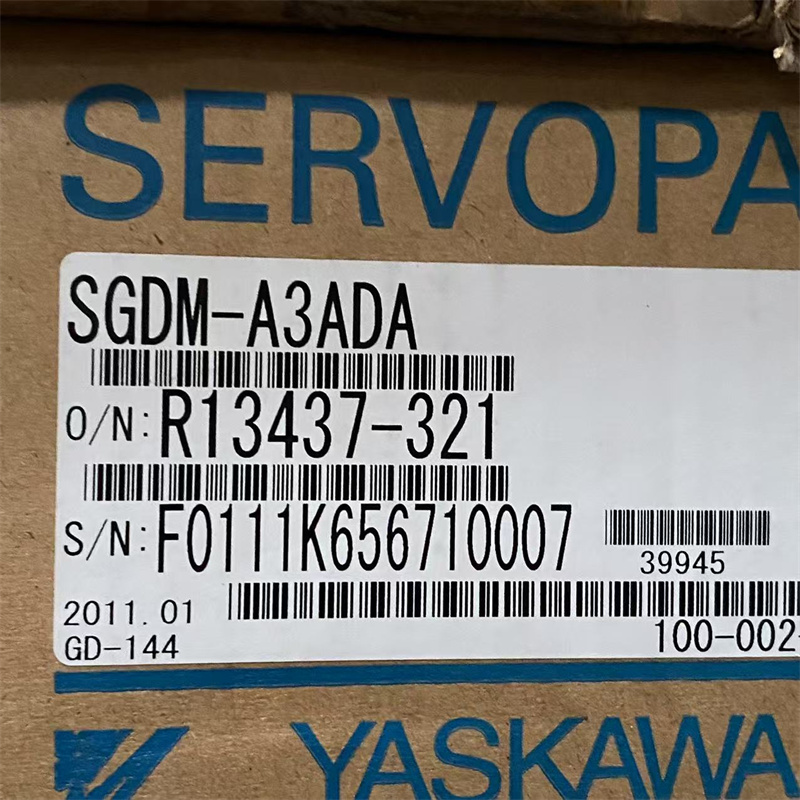 SERVOPA
SGDM-A3ADA
O/N: R13437-321
S/N: F0111K656710007
39945
2011.01
GD-144
100-002-
YASKAWA